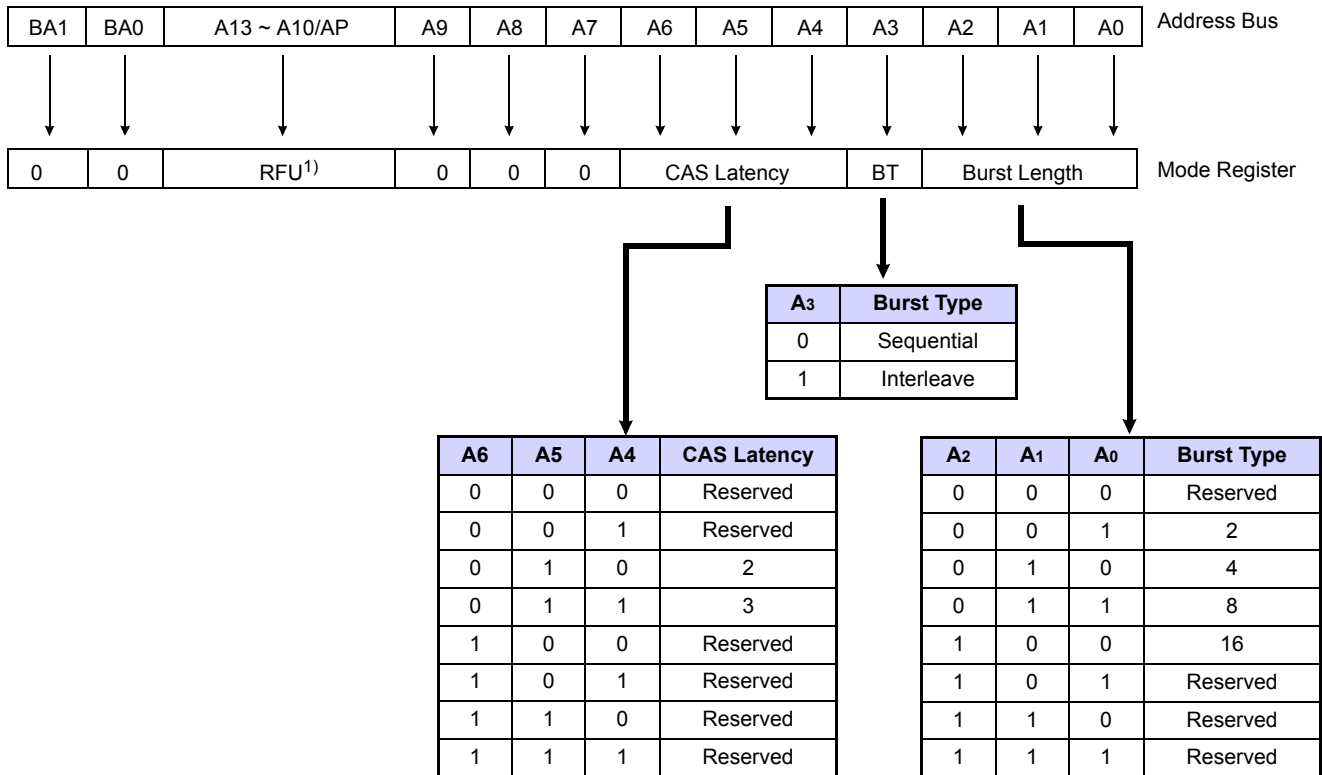 BA1 BA0 A13 ~ A10/AP A9 A8 A7 A6 A5 A4 A3 A2 A1 A0 Address Bus
0 0 RFU1) 0 0 0 CAS Latency BT Burst Length Mode Register
A3 Burst Type
0 Sequential
1 Interleave
A6 A5 A4 CAS Latency
0 0 0 Reserved
0 0 1 Reserved
0 1 0 2
0 1 1 3
1 0 0 Reserved
1 0 1 Reserved
1 1 0 Reserved
1 1 1 Reserved
A2 A1 A0 Burst Type
0 0 0 Reserved
0 0 1 2
0 1 0 4
0 1 1 8
1 0 0 16
1 0 1 Reserved
1 1 0 Reserved
1 1 1 Reserved